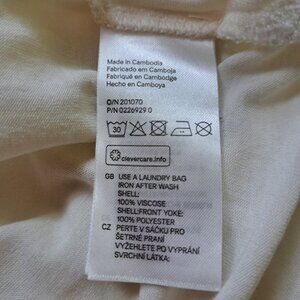 Made in Cambodia
Fabricado em Camboja
Fabriqué en Cambodge
Hecho en Camboya
O/N 201070
P/N 0226929 0
30
clevercare.info
GB USE A LAUNDRY BAG
IRON AFTER WASH
SHELL:
100% VISCOSE
SHELL:FRONT YOKE:
100% POLYESTER
CZ PERTE V SÁČKU PRO
ŠETRNÉ PRANÍ
VYŽEHLETE PO VYPRÁNÍ
SVRCHNÍ LÁTKA: